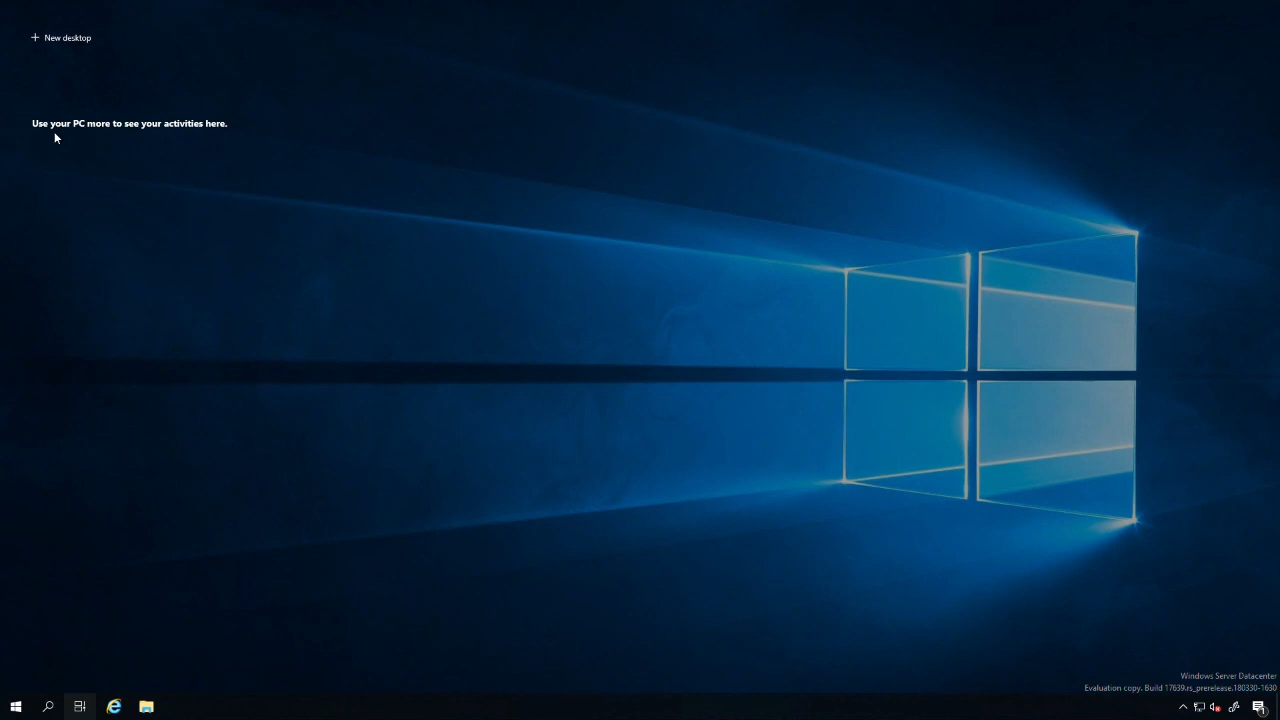 New desktop
Use your PC more to see your activities here.
Windows Server Datacenter
Evaluation copy. Build 17639.rs_prerelease.180330-1630
1